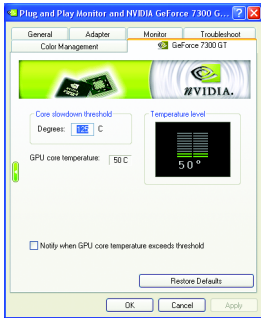 Plug and Play Monitor and NVIDIA GeForce 7300 G...
General
Adapter
Monitor
Troubleshoot
Color Management
GeForce 7300 GT
NVIDIA.
Core slowdown threshold
Degrees: 125 C
GPU core temperature: 50 C
Temperature level
50°
Notify when GPU core temperature exceeds threshold
Restore Defaults
OK
Cancel
Apply